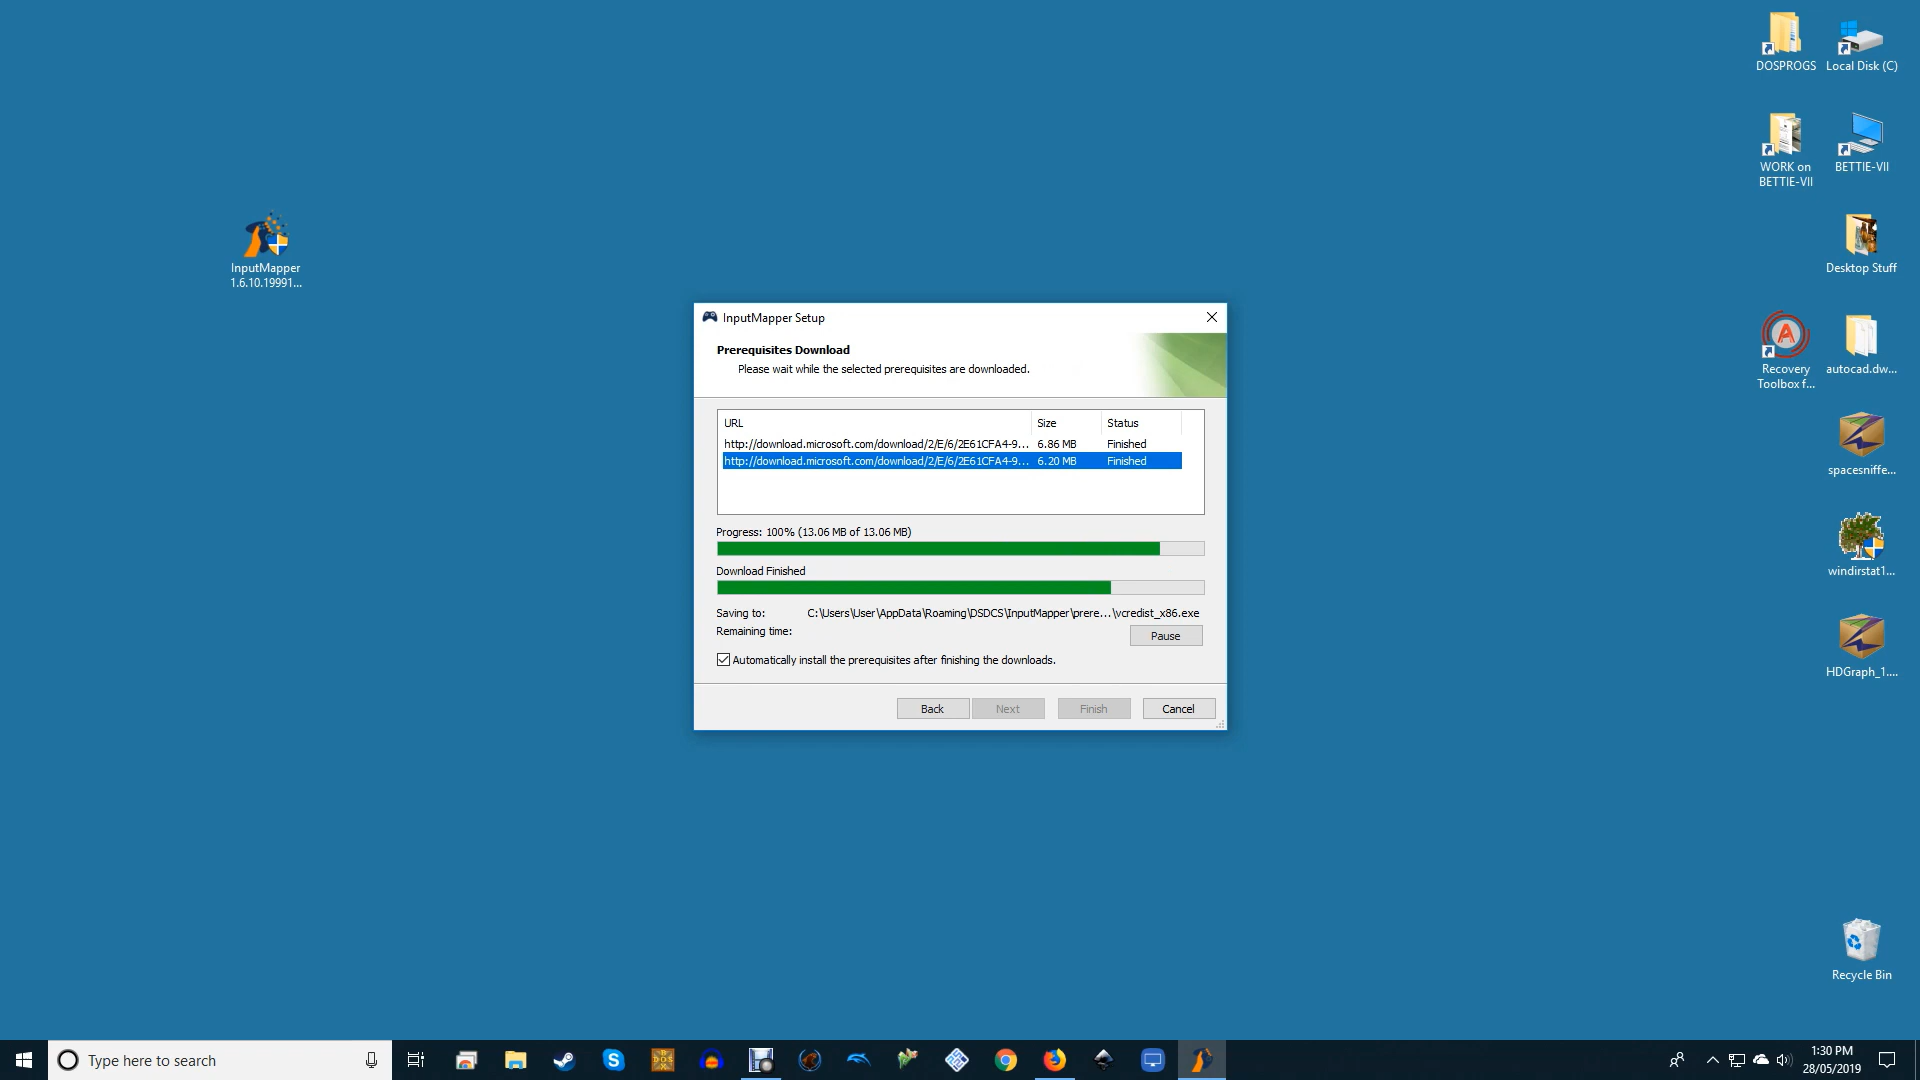 DOSPROGS
Local Disk (C)
WORK on
BETTIE-VII
BETTIE-VII
InputMapper
1.6.10.19991...
Desktop Stuff
Recovery
Toolbox f...
autocad.dw...
spacesniffe...
windirstat1...
HDGraph_1....
Recycle Bin
InputMapper Setup
Prerequisites Download
Please wait while the selected prerequisites are downloaded.
URL Size Status
http://download.microsoft.com/download/2/E/6/2E61CFA4-9... 6.86 MB Finished
http://download.microsoft.com/download/2/E/6/2E61CFA4-9... 6.20 MB Finished
Progress: 100% (13.06 MB of 13.06 MB)
Download Finished
Saving to: C:\Users\User\AppData\Roaming\DSDCS\InputMapper\prere...\vcredist_x86.exe
Remaining time:
Pause
Automatically install the prerequisites after finishing the downloads.
Back Next Finish Cancel
Type here to search
1:30 PM
28/05/2019